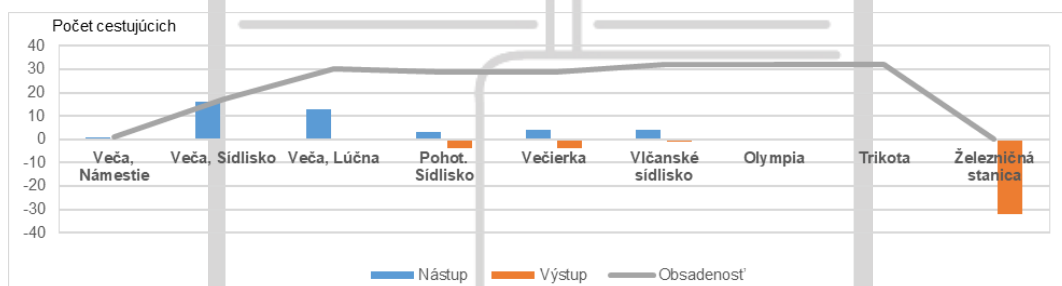 Počet cestujúcich
40
30
20
10
0
-10
-20
-30
-40
Veča,
Námestie
Veča, Sídlisko
Veča, Lúčna
Pohot.
Sídlisko
Večierka
Vlčanské
sídlisko
Olympia
Trikota
Železničná
stanica
Nástup
Výstup
Obsadenosť